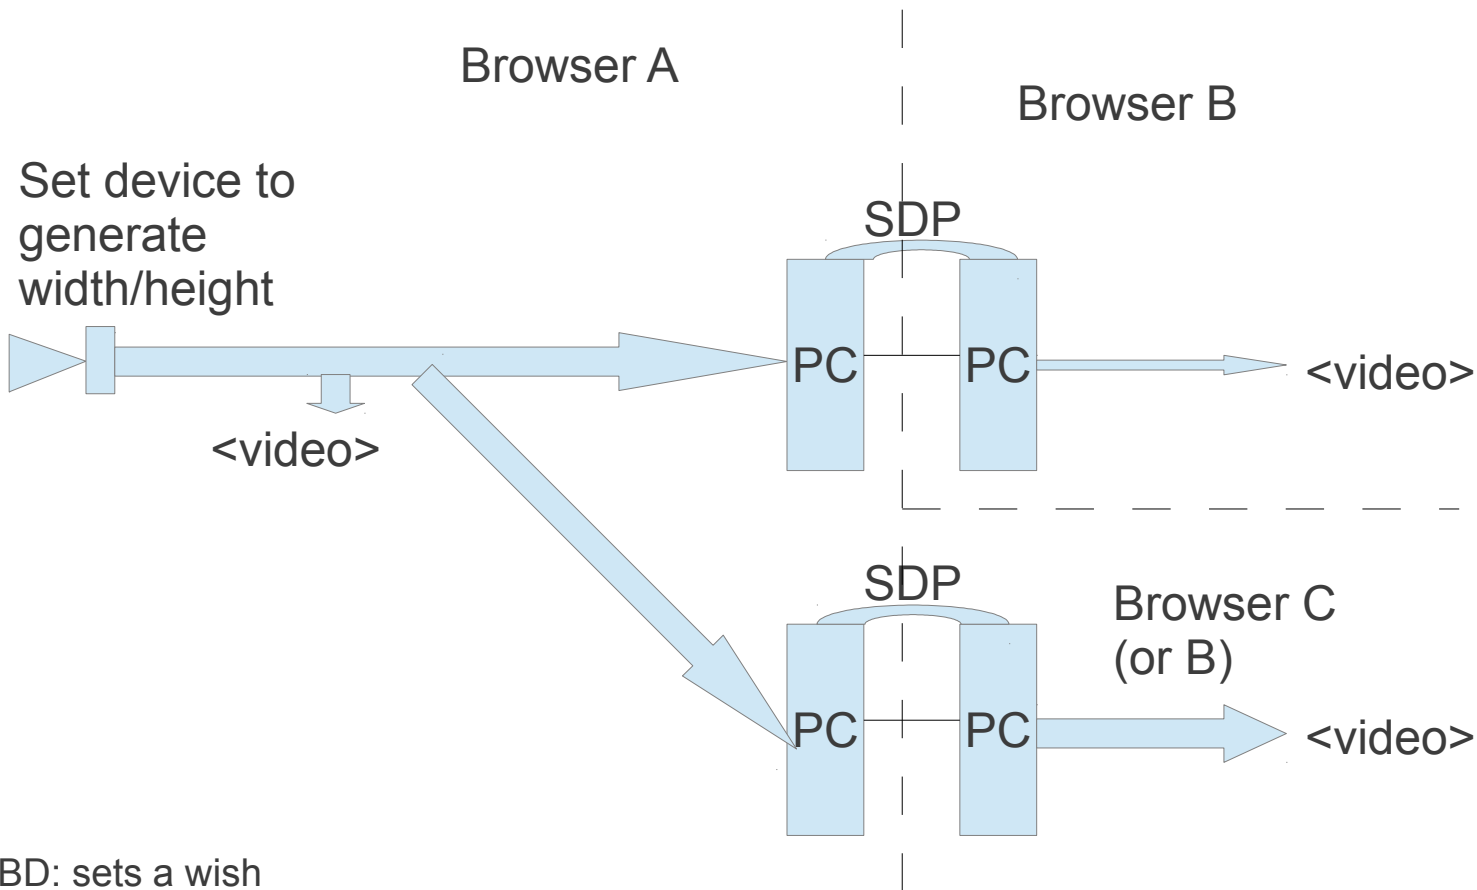 Browser A
Browser B
Set device to
generate
width/height
SDP
PC
PC
<video>
<video>
SDP
Browser C
(or B)
PC
PC
<video>
BD: sets a wish